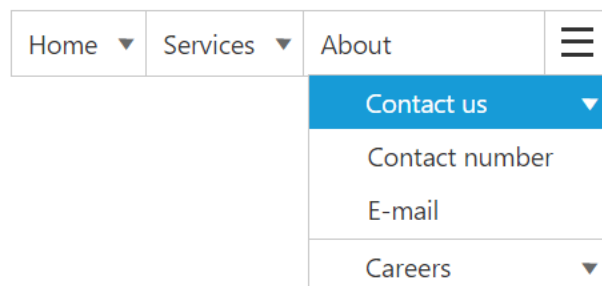 Home Services About
Contact us
Contact number
E-mail
Careers